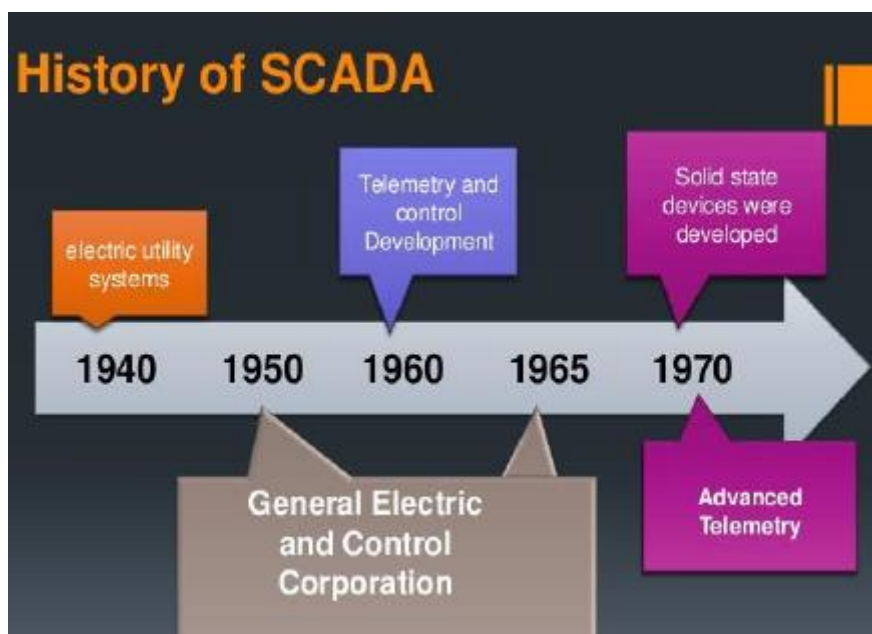 History of SCADA
electric utility
systems
Telemetry and
control
Development
Solid state
devices were
developed
1940 1950 1960 1965 1970
General Electric
and Control
Corporation
Advanced
Telemetry